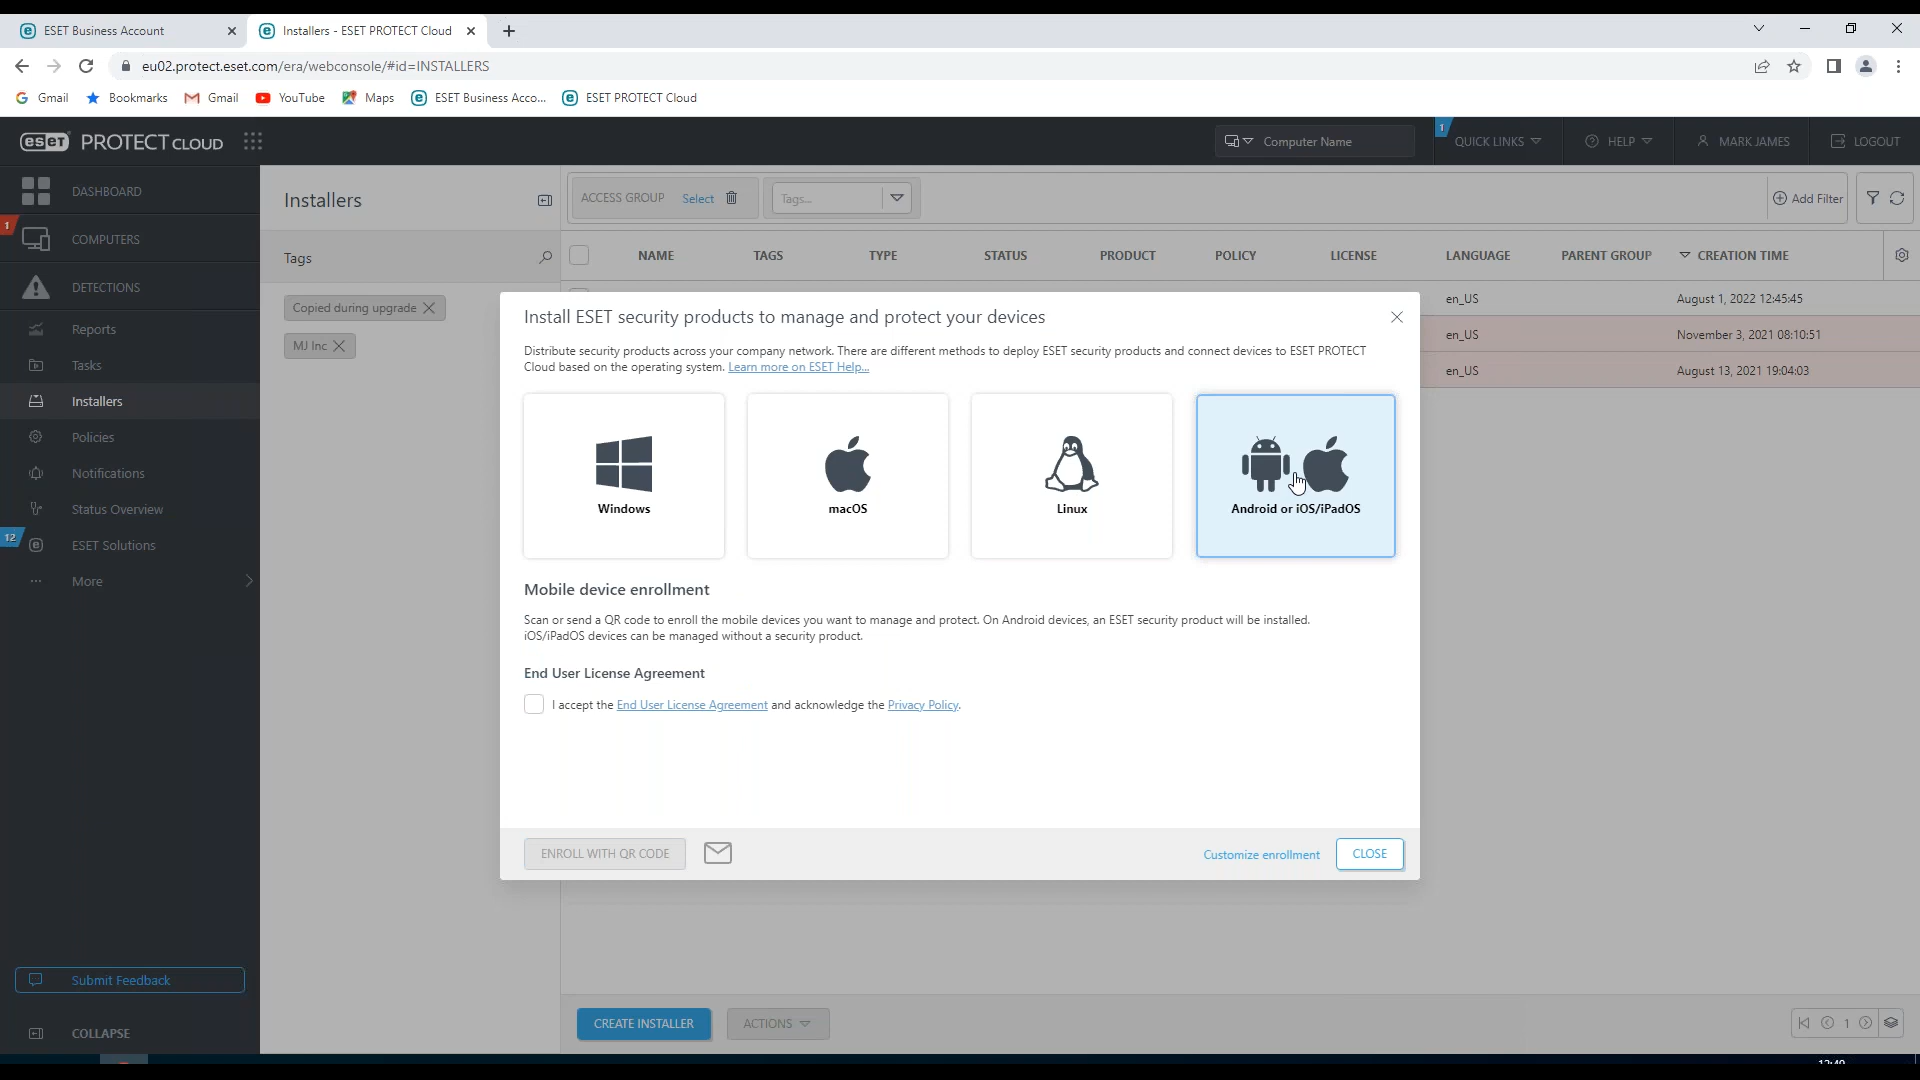 ESET Business Account
Installers - ESET PROTECT Cloud
eu02.protect.eset.com/era/webconsole/#id=INSTALLERS
Gmail
Bookmarks
Gmail
YouTube
Maps
ESET Business Acco...
ESET PROTECT Cloud
eset PROTECT CLOUD
Computer Name
1
QUICK LINKS
HELP
MARK JAMES
LOGOUT
DASHBOARD
1
COMPUTERS
DETECTIONS
Reports
Tasks
Installers
Policies
Notifications
Status Overview
12
ESET Solutions
More
Submit Feedback
COLLAPSE
Installers
Tags
Copied during upgrade
MJ Inc
ACCESS GROUP Select
Tags...
Add Filter
NAME TAGS TYPE STATUS PRODUCT POLICY LICENSE LANGUAGE PARENT GROUP CREATION TIME
en_US August 1, 2022 12:45:45
en_US November 3, 2021 08:10:51
en_US August 13, 2021 19:04:03
Install ESET security products to manage and protect your devices
Distribute security products across your company network. There are different methods to deploy ESET security products and connect devices to ESET PROTECT
Cloud based on the operating system. Learn more on ESET Help...
Windows
macOS
Linux
Android or iOS/iPadOS
Mobile device enrollment
Scan or send a QR code to enroll the mobile devices you want to manage and protect. On Android devices, an ESET security product will be installed.
iOS/iPadOS devices can be managed without a security product.
End User License Agreement
I accept the End User License Agreement and acknowledge the Privacy Policy.
ENROLL WITH QR CODE
Customize enrollment
CLOSE
CREATE INSTALLER
ACTIONS
1